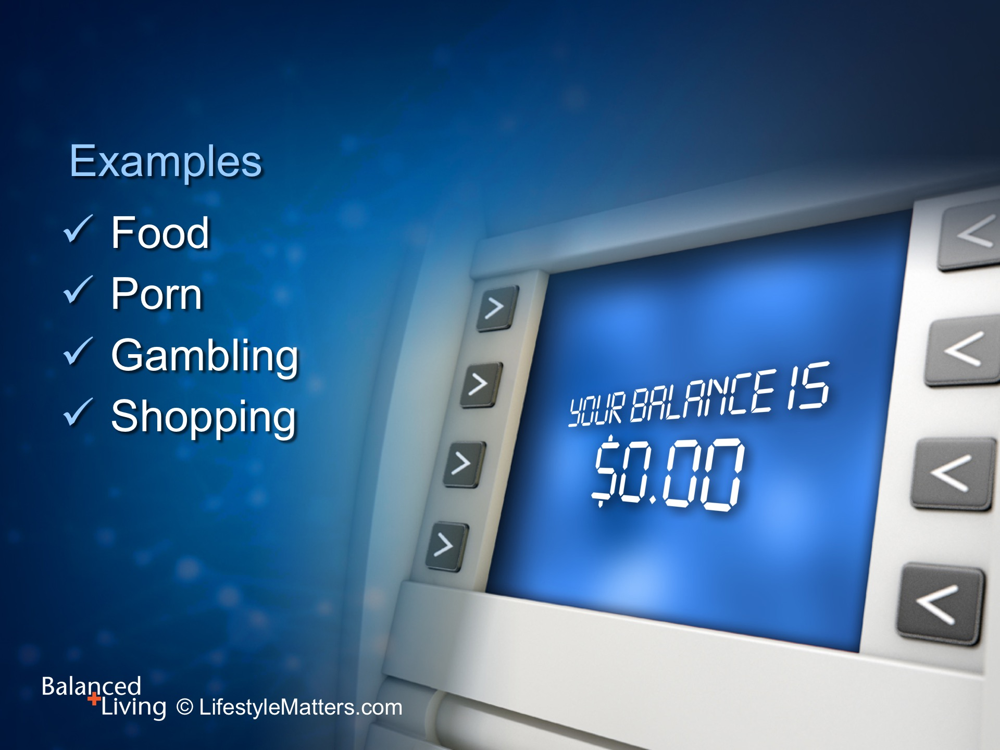 Examples
✓ Food
✓ Porn
✓ Gambling
✓ Shopping
YOUR BALANCE IS
$0.00
Balanced
+Living © LifestyleMatters.com